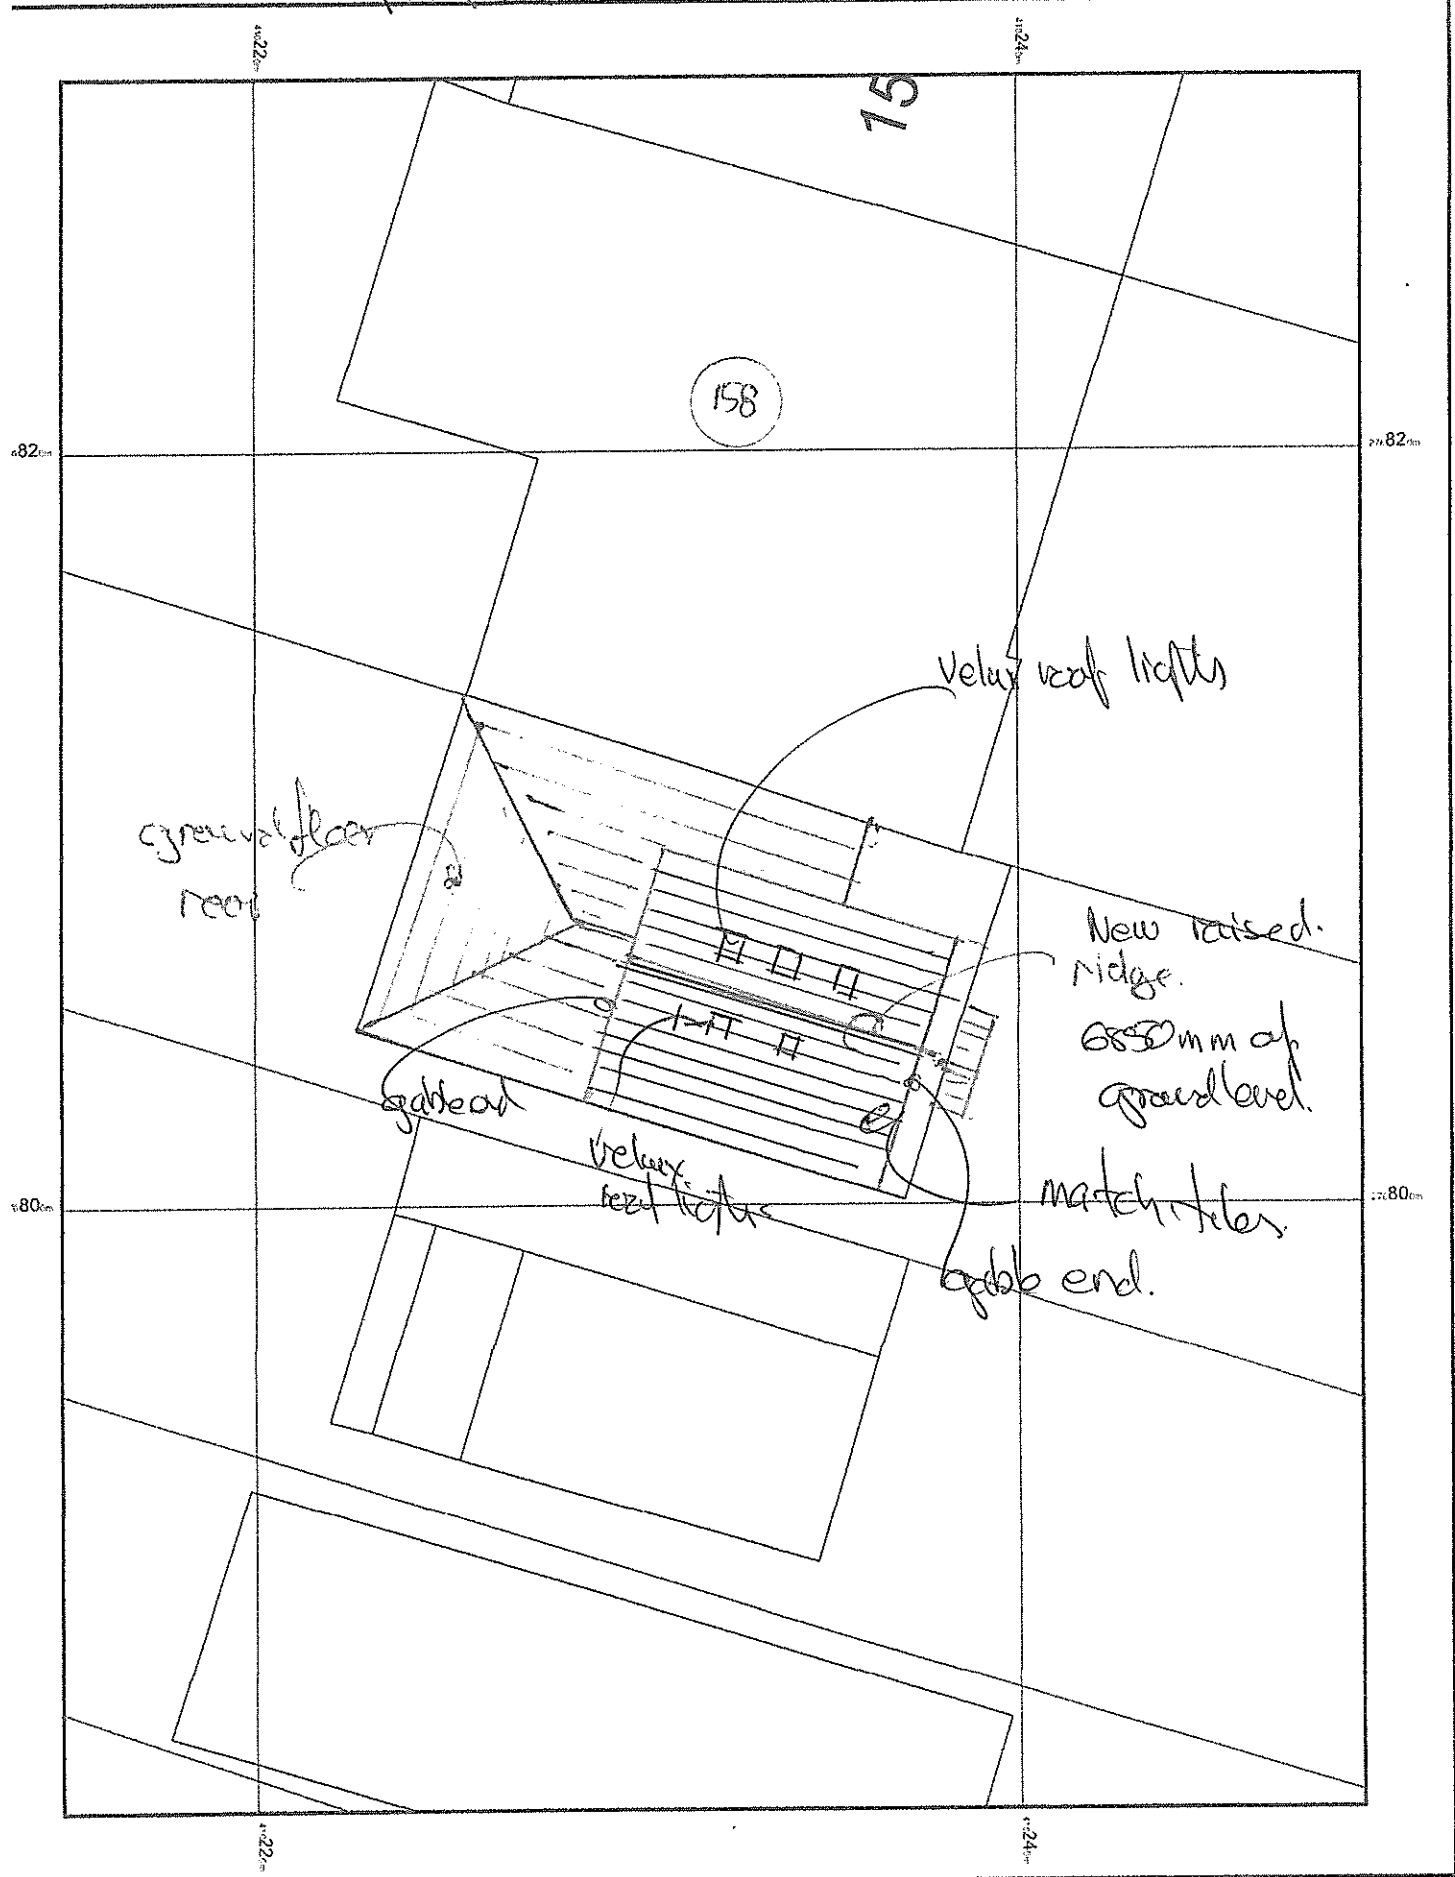 22
24
15
158
82
82
Velux roof lights
ground floor
roof
New raised.
ridge.
6850mm of
ground level.
gable end
Velux
roof lights
80
80
match tiles.
gable end.
22
24